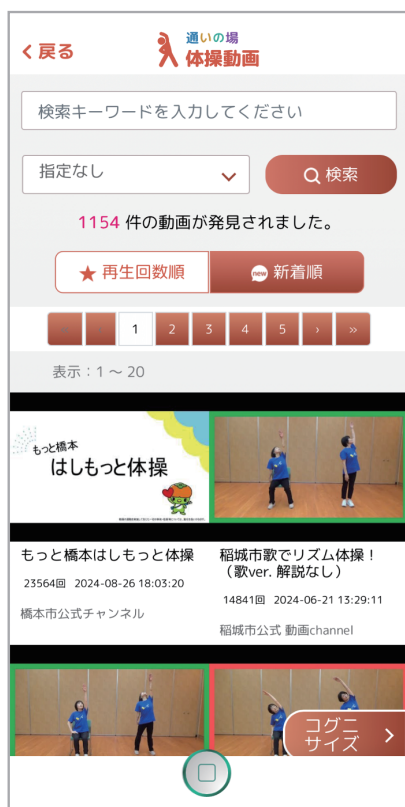 < 戻る
通いの場
体操動画
検索キーワードを入力してください
指定なし
検索
1154 件の動画が発見されました。
★ 再生回数順
new 新着順
1 2 3 4 5 › »
表示：1 ～ 20
もっと橋本
はしもっと体操
もっと橋本はしもっと体操
23564回 2024-08-26 18:03:20
橋本市公式チャンネル
稲城市歌でリズム体操！
（歌ver. 解説なし）
14841回 2024-06-21 13:29:11
稲城市公式 動画channel
コグニ
サイズ >